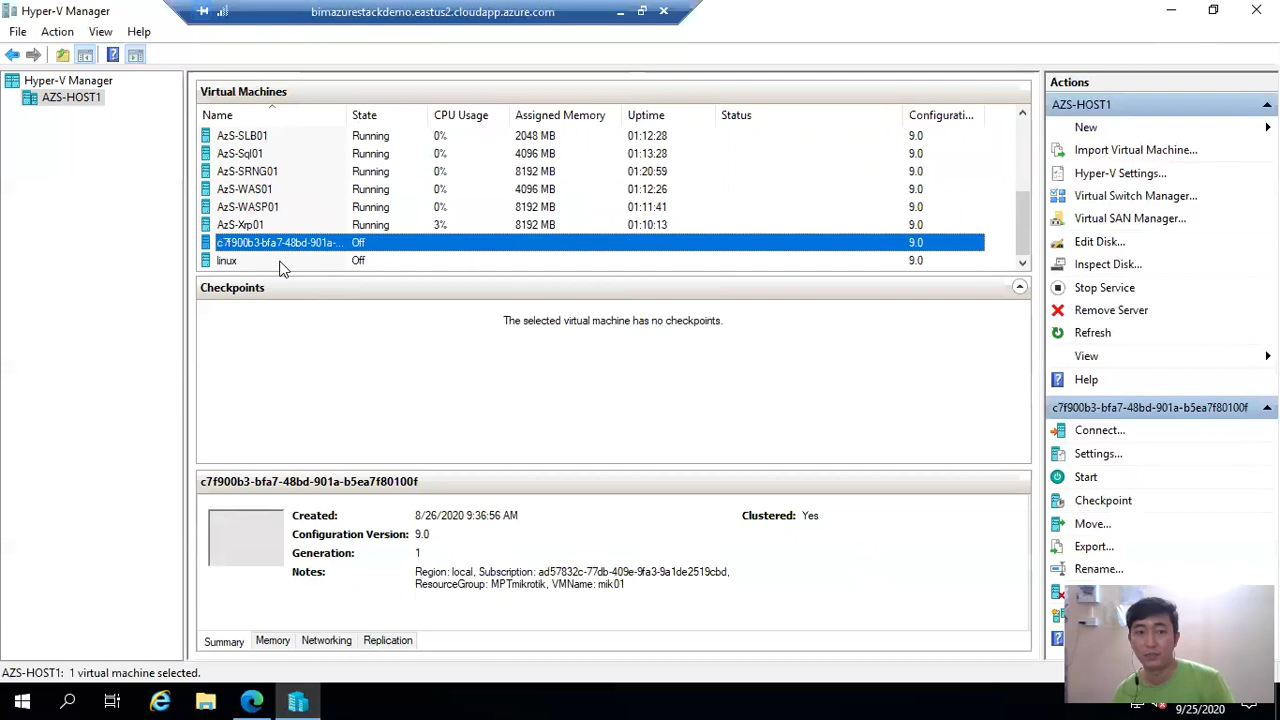 Hyper-V Manager
bimazurestackdemo.eastus2.cloudapp.azure.com
File Action View Help
Hyper-V Manager
AZS-HOST1
Virtual Machines
Name State CPU Usage Assigned Memory Uptime Status Configurati...
AzS-SLB01 Running 0% 2048 MB 01:12:28 9.0
AzS-Sql01 Running 0% 4096 MB 01:13:28 9.0
AzS-SRNG01 Running 0% 8192 MB 01:20:59 9.0
AzS-WAS01 Running 0% 4096 MB 01:12:26 9.0
AzS-WASP01 Running 0% 8192 MB 01:11:41 9.0
AzS-Xrp01 Running 3% 8192 MB 01:10:13 9.0
c7f900b3-bfa7-48bd-901a-... Off 9.0
linux Off
Checkpoints
The selected virtual machine has no checkpoints.
c7f900b3-bfa7-48bd-901a-b5ea7f80100f
Created: 8/26/2020 9:36:56 AM Clustered: Yes
Configuration Version: 9.0
Generation: 1
Notes: Region: local, Subscription: ad57832c-77db-409e-9fa3-9a1de2519cbd,
ResourceGroup: MPTmikrotik, VMName: mik01
Summary Memory Networking Replication
Actions
AZS-HOST1
New
Import Virtual Machine...
Hyper-V Settings...
Virtual Switch Manager...
Virtual SAN Manager...
Edit Disk...
Inspect Disk...
Stop Service
Remove Server
Refresh
View
Help
c7f900b3-bfa7-48bd-901a-b5ea7f80100f
Connect...
Settings...
Start
Checkpoint
Move...
Export...
Rename...
AZS-HOST1: 1 virtual machine selected.
9/25/2020